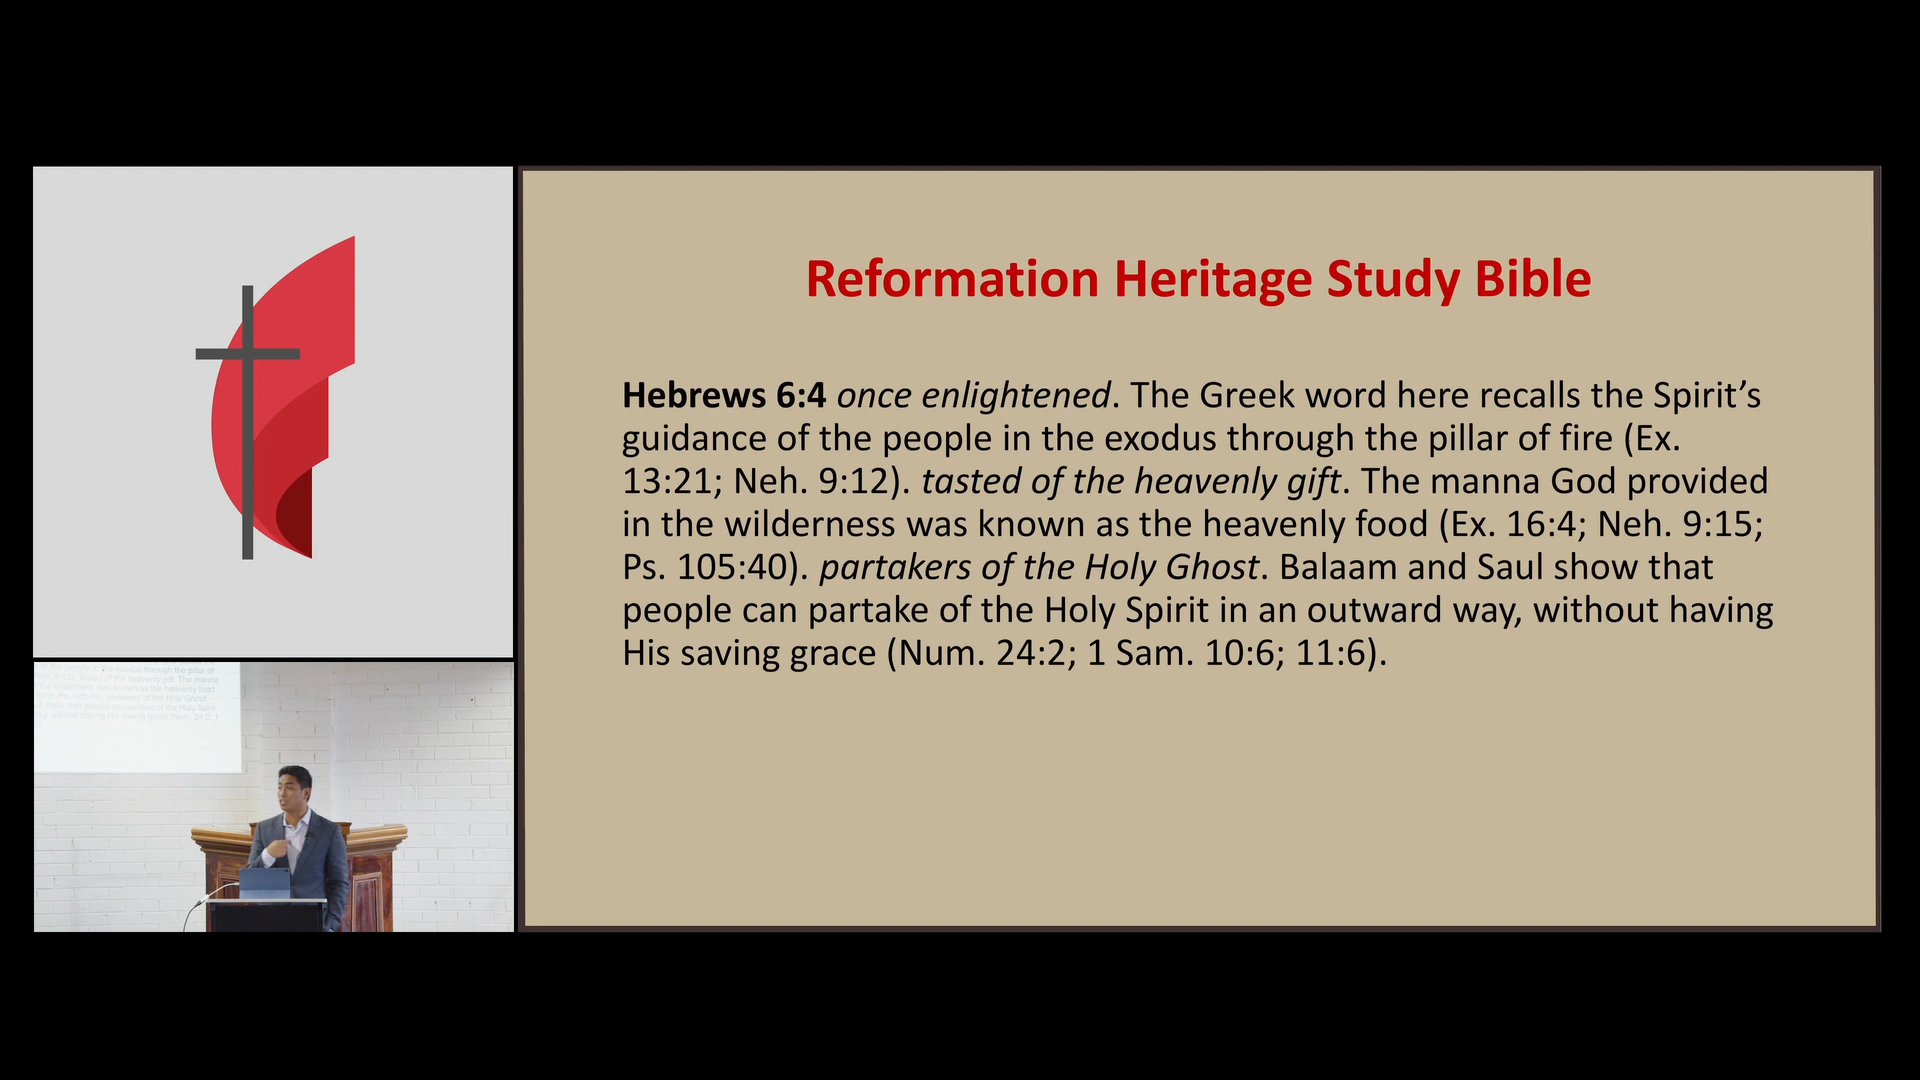 Reformation Heritage Study Bible
Hebrews 6:4 once enlightened. The Greek word here recalls the Spirit’s
guidance of the people in the exodus through the pillar of fire (Ex.
13:21; Neh. 9:12). tasted of the heavenly gift. The manna God provided
in the wilderness was known as the heavenly food (Ex. 16:4; Neh. 9:15;
Ps. 105:40). partakers of the Holy Ghost. Balaam and Saul show that
people can partake of the Holy Spirit in an outward way, without having
His saving grace (Num. 24:2; 1 Sam. 10:6; 11:6).